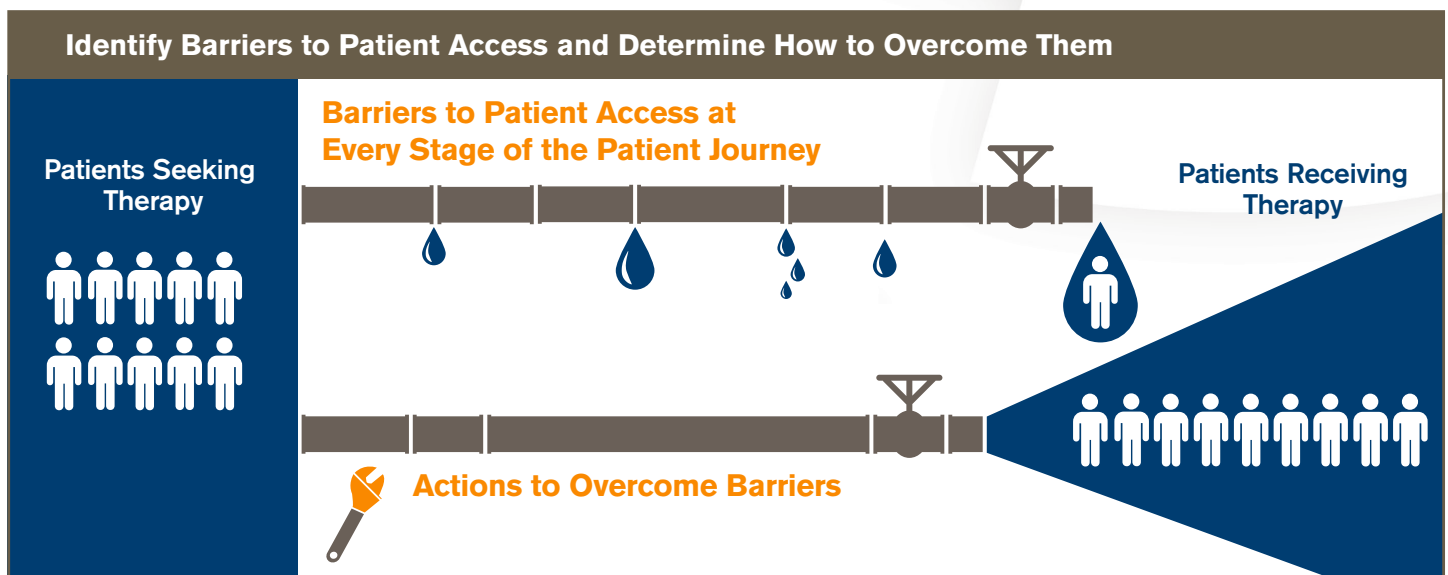 Identify Barriers to Patient Access and Determine How to Overcome Them
Patients Seeking
Therapy
Barriers to Patient Access at
Every Stage of the Patient Journey
Patients Receiving
Therapy
Actions to Overcome Barriers